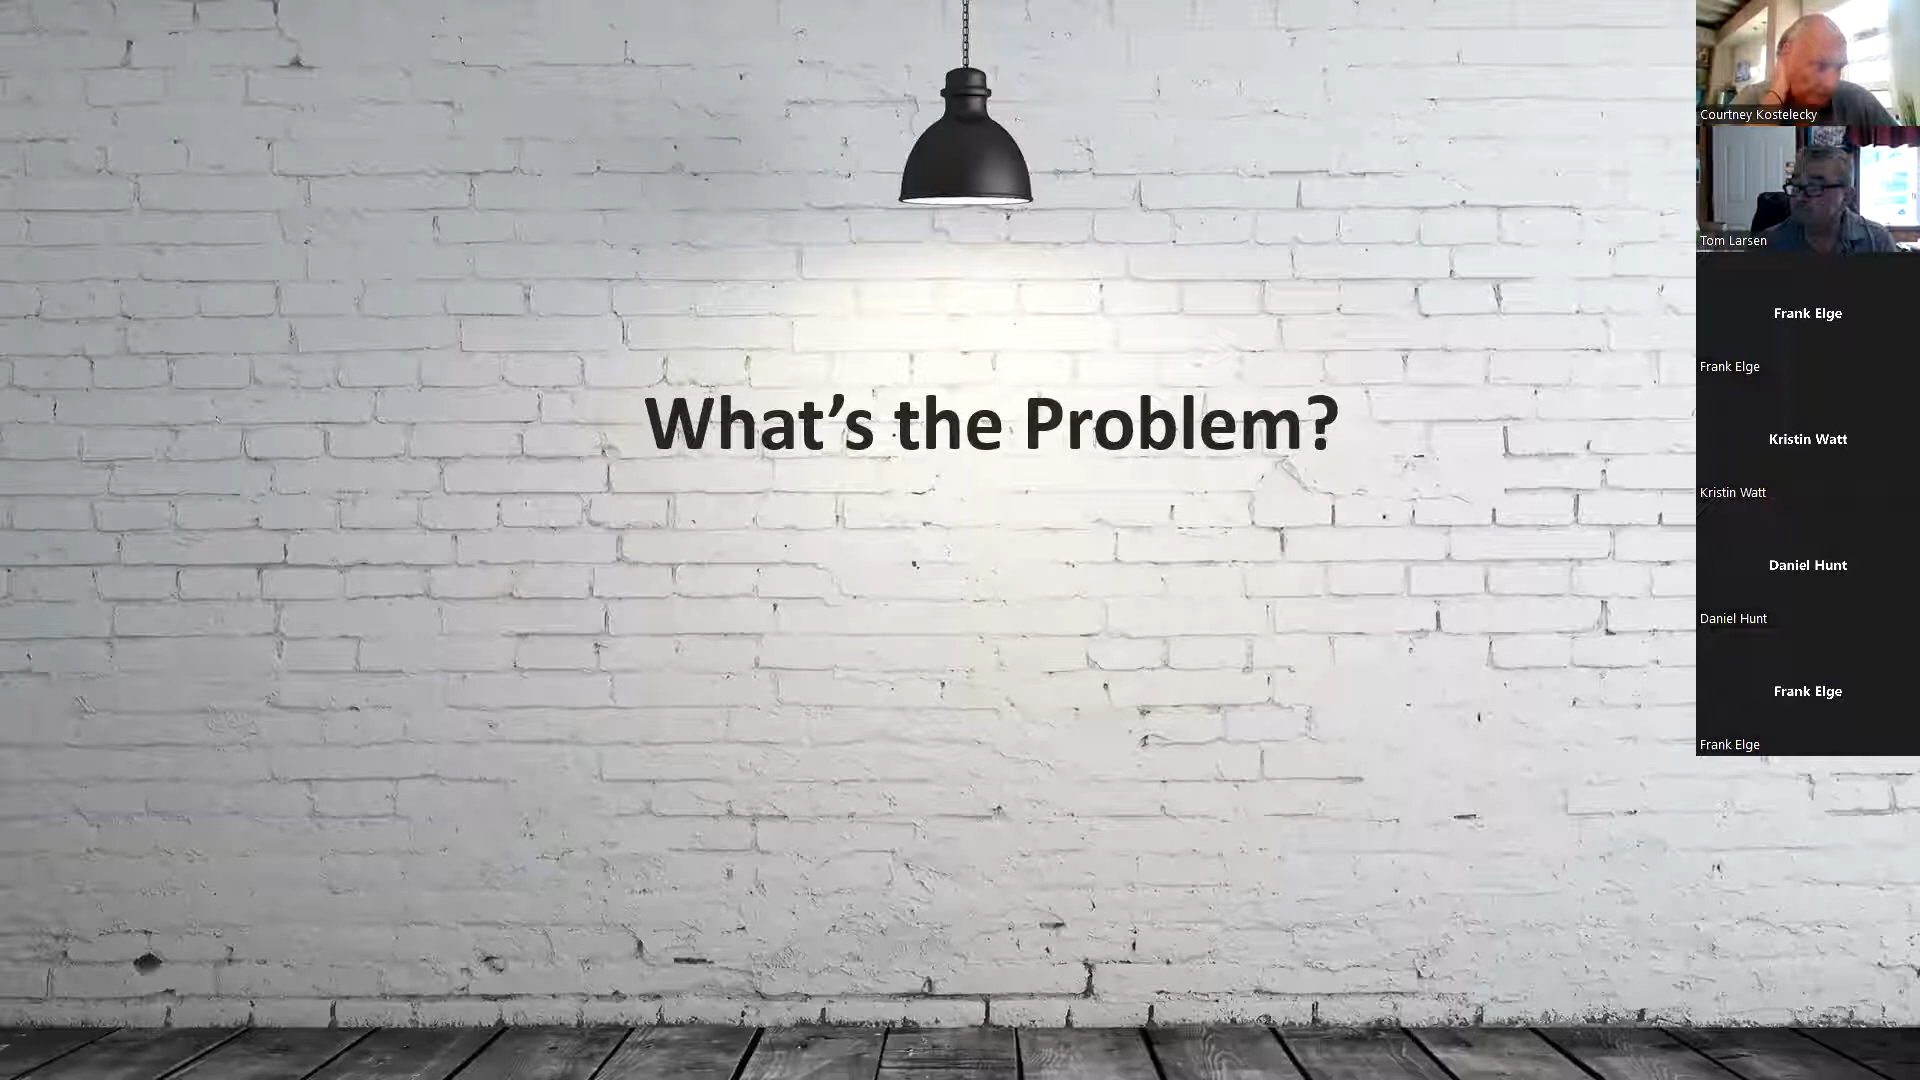 What's the Problem?
Courtney Kostelecky
Tom Larsen
Frank Elge
Frank Elge
Kristin Watt
Kristin Watt
Daniel Hunt
Daniel Hunt
Frank Elge
Frank Elge